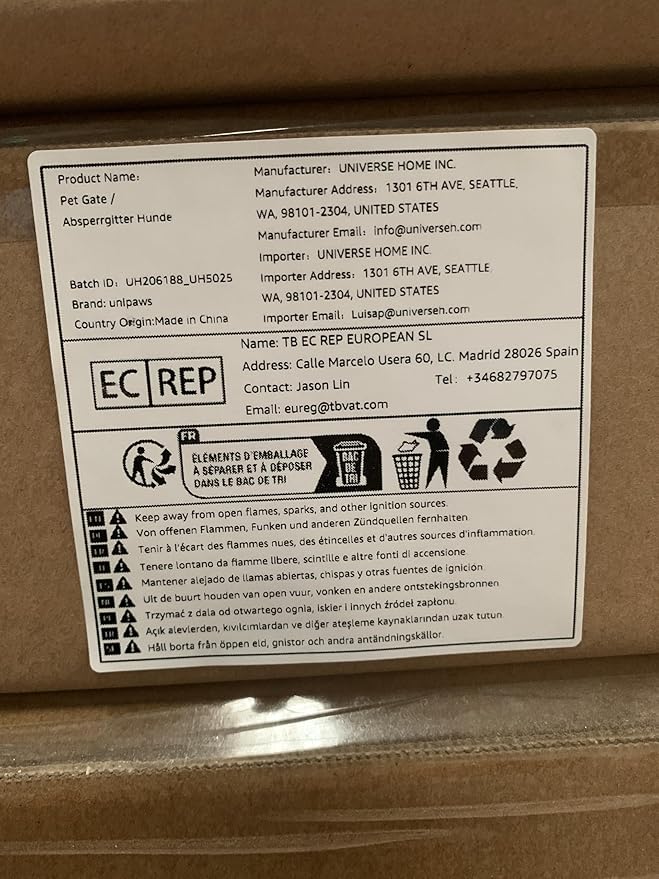 Product Name:
Pet Gate /
Absperrgitter Hunde
Batch ID: UH206188_UH5025
Brand: unipaws
Country Origin:Made in China
Manufacturer: UNIVERSE HOME INC.
Manufacturer Address: 1301 6TH AVE, SEATTLE,
WA, 98101-2304, UNITED STATES
Manufacturer Email: info@universeh.com
Importer: UNIVERSE HOME INC.
Importer Address: 1301 6TH AVE, SEATTLE,
WA, 98101-2304, UNITED STATES
Importer Email: Luisap@universeh.com
EC REP
Name: TB EC REP EUROPEAN SL
Address: Calle Marcelo Usera 60, LC. Madrid 28026 Spain
Contact: Jason Lin Tel: +34682797075
Email: eureg@tbvat.com
FR
ÉLÉMENTS D'EMBALLAGE
À SÉPARER ET À DÉPOSER
DANS LE BAC DE TRI
BAC
DE
TRI
Keep away from open flames, sparks, and other ignition sources.
Von offenen Flammen, Funken und anderen Zündquellen fernhalten.
Tenir à l'écart des flammes nues, des étincelles et d'autres sources d'inflammation.
Tenere lontano da fiamme libere, scintille e altre fonti di accensione.
Mantener alejado de llamas abiertas, chispas y otras fuentes de ignición.
Uit de buurt houden van open vuur, vonken en andere ontstekingsbronnen.
Trzymać z dala od otwartego ognia, iskier i innych źródeł zapłonu.
Açık alevlerden, kıvılcımlardan ve diğer ateşleme kaynaklarından uzak tutun.
Håll borta från öppen eld, gnistor och andra antändningskällor.